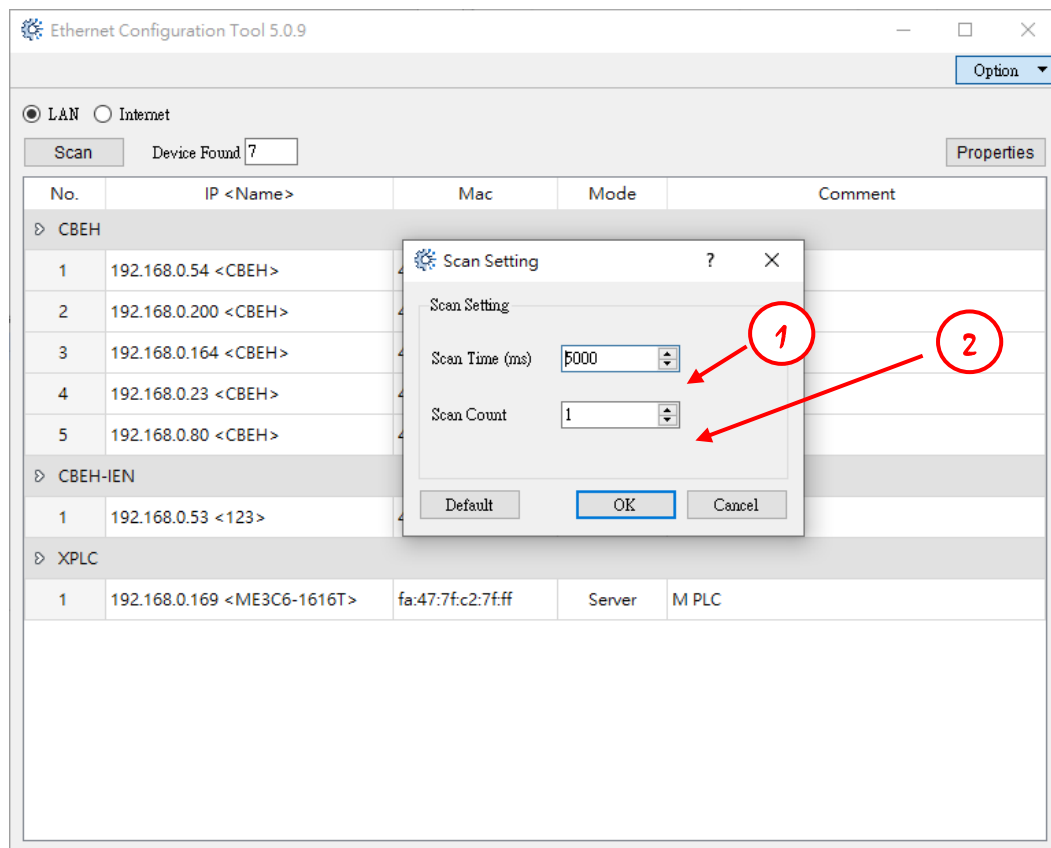 Ethernet Configuration Tool 5.0.9
Option
LAN Internet
Scan Device Found 7 Properties
No. IP <Name> Mac Mode Comment
CBEH
1 192.168.0.54 <CBEH>
2 192.168.0.200 <CBEH>
3 192.168.0.164 <CBEH>
4 192.168.0.23 <CBEH>
5 192.168.0.80 <CBEH>
CBEH-IEN
1 192.168.0.53 <123>
XPLC
1 192.168.0.169 <ME3C6-1616T> fa:47:7f:c2:7f:ff Server M PLC
Scan Setting ?
Scan Setting
Scan Time (ms) 5000
Scan Count 1
Default OK Cancel
1
2